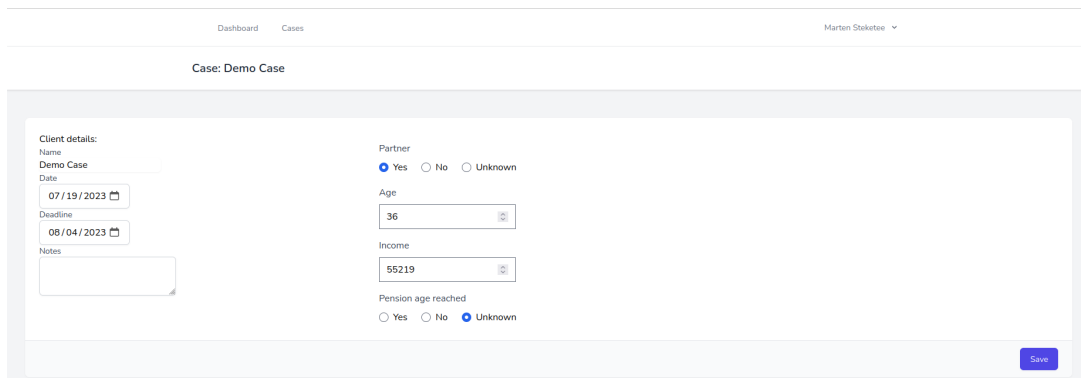 Dashboard Cases Marten Steketee
Case: Demo Case
Client details:
Name
Demo Case
Date
07/19/2023
Deadline
08/04/2023
Notes
Partner
Yes No Unknown
Age
36
Income
55219
Pension age reached
Yes No Unknown
Save